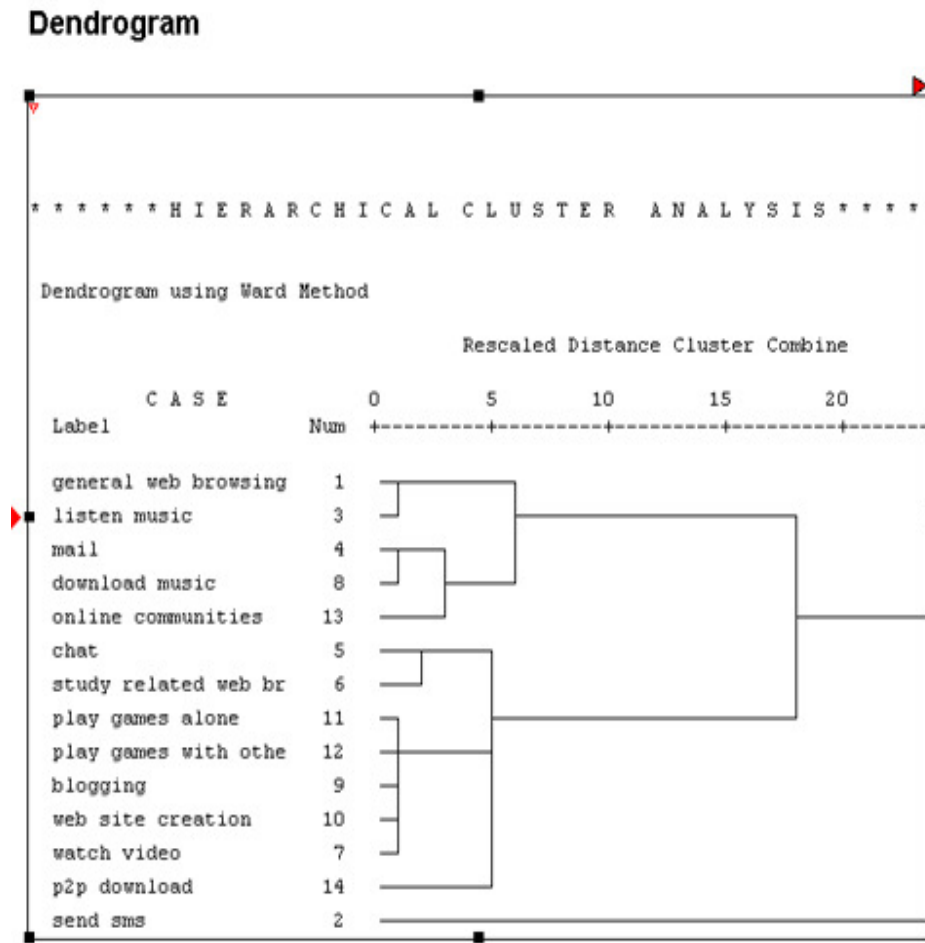 Dendrogram
* * * * * * H I E R A R C H I C A L   C L U S T E R   A N A L Y S I S * * * *
Dendrogram using Ward Method
Rescaled Distance Cluster Combine
C A S E 0 5 10 15 20
Label Num +---------+---------+---------+---------+-------
general web browsing 1
listen music 3
mail 4
download music 8
online communities 13
chat 5
study related web br 6
play games alone 11
play games with othe 12
blogging 9
web site creation 10
watch video 7
p2p download 14
send sms 2